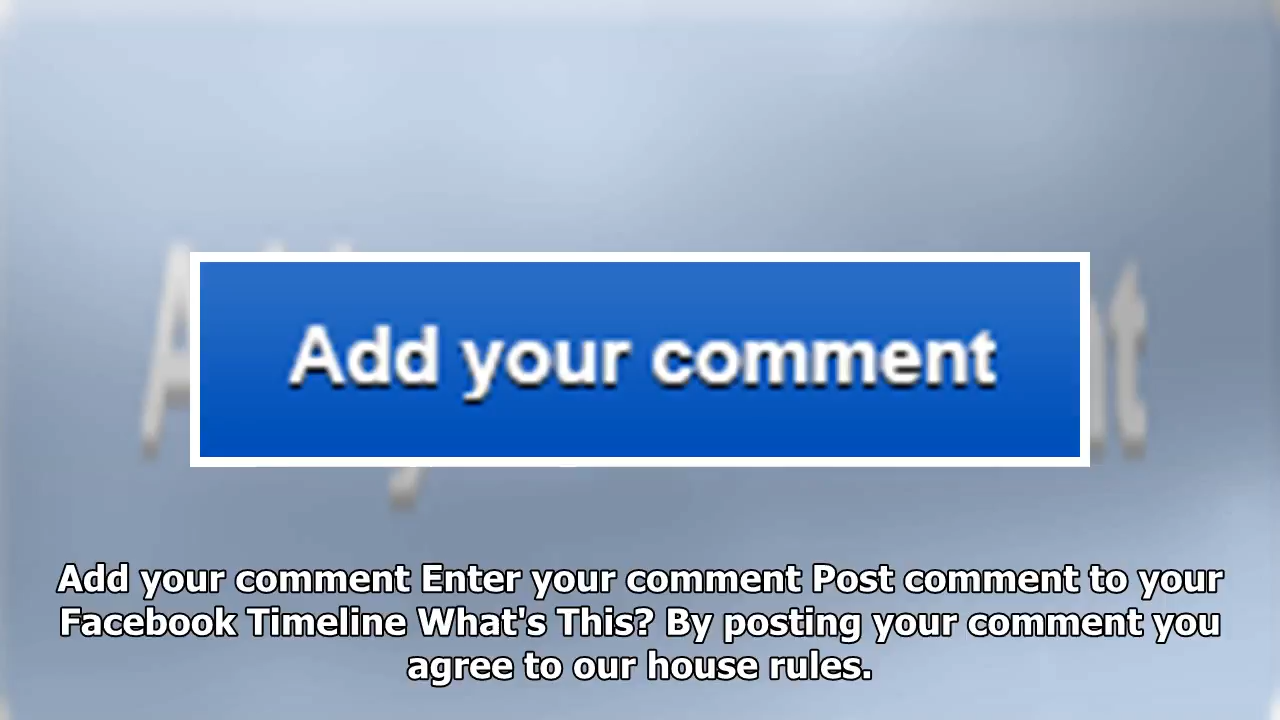 Add your comment
Add your comment Enter your comment Post comment to your
Facebook Timeline What's This? By posting your comment you
agree to our house rules.